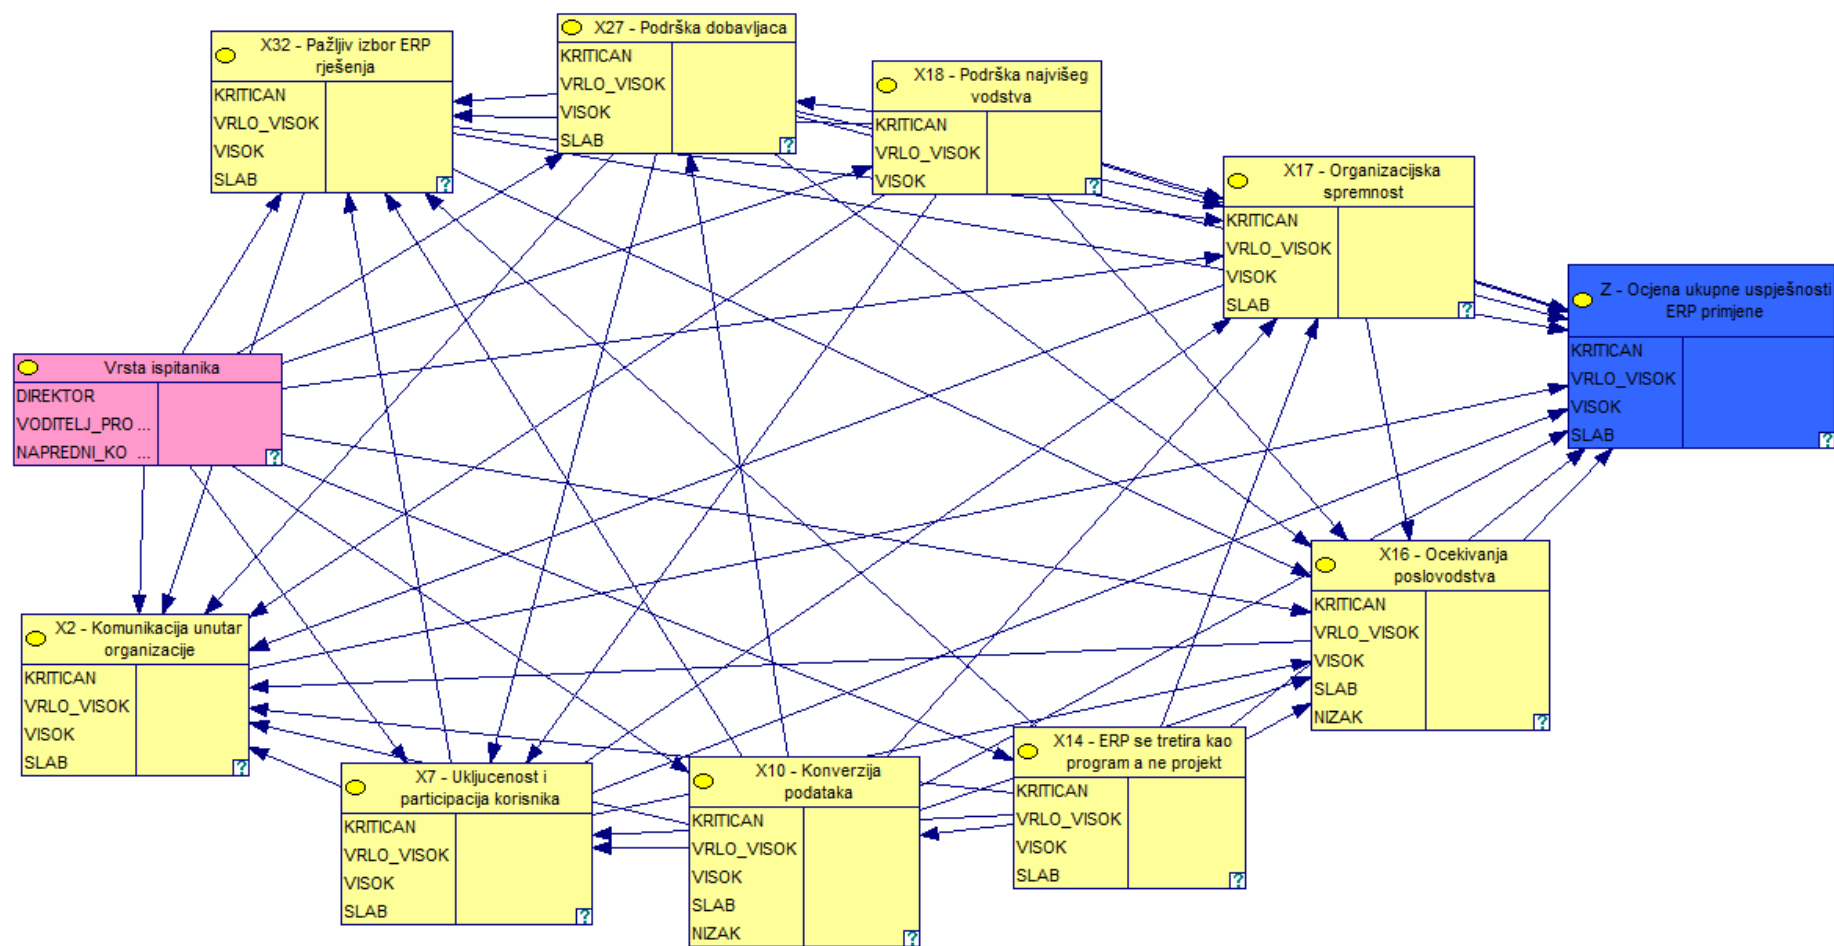 X32 - Pažljiv izbor ERP
rješenja
KRITICAN
VRLO_VISOK
VISOK
SLAB
?
X27 - Podrška dobavljaca
KRITICAN
VRLO_VISOK
VISOK
SLAB
?
X18 - Podrška najvišeg
vodstva
KRITICAN
VRLO_VISOK
VISOK
?
X17 - Organizacijska
spremnost
KRITICAN
VRLO_VISOK
VISOK
SLAB
?
Z - Ocjena ukupne uspješnosti
ERP primjene
KRITICAN
VRLO_VISOK
VISOK
SLAB
?
Vrsta ispitanika
DIREKTOR
VODITELJ_PRO ...
NAPREDNI_KO ...
?
X16 - Ocekivanja
poslovodstva
KRITICAN
VRLO_VISOK
VISOK
SLAB
NIZAK
?
X2 - Komunikacija unutar
organizacije
KRITICAN
VRLO_VISOK
VISOK
SLAB
?
X7 - Ukljucenost i
participacija korisnika
KRITICAN
VRLO_VISOK
VISOK
SLAB
?
X10 - Konverzija
podataka
KRITICAN
VRLO_VISOK
VISOK
SLAB
NIZAK
?
X14 - ERP se tretira kao
program a ne projekt
KRITICAN
VRLO_VISOK
VISOK
SLAB
?